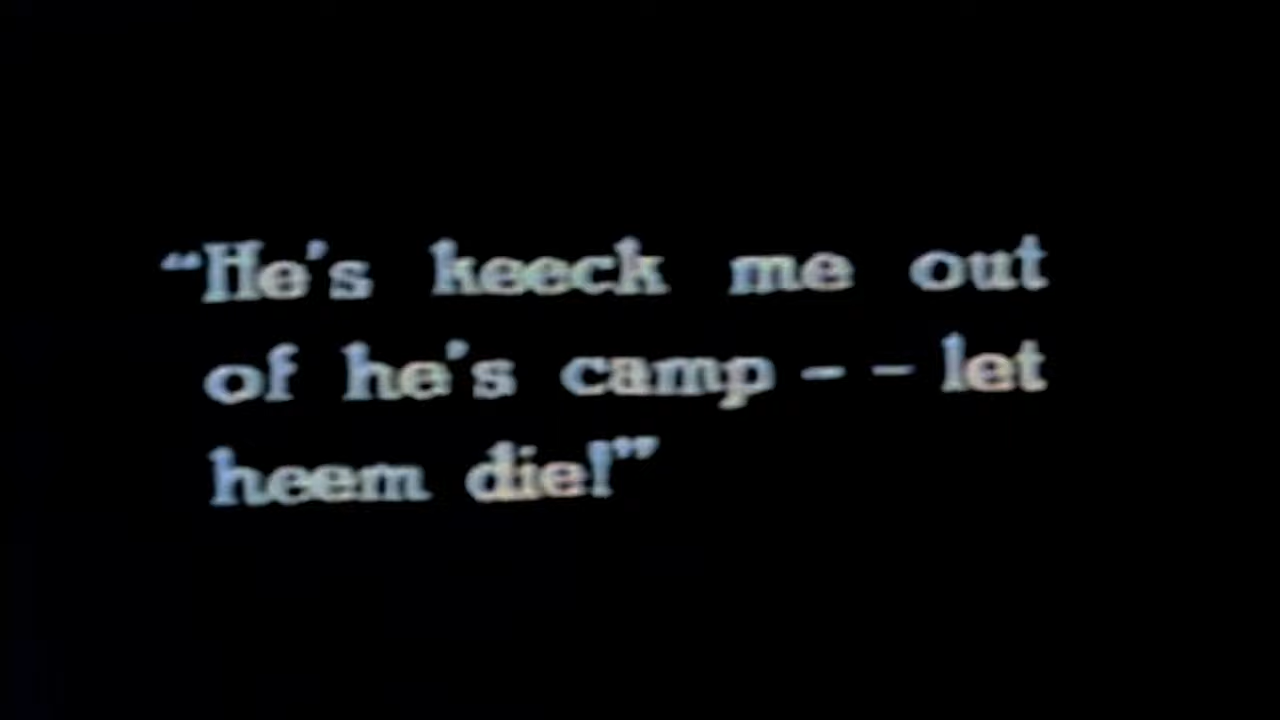 “He's keeck me out
of he's camp -- let
heem die!”